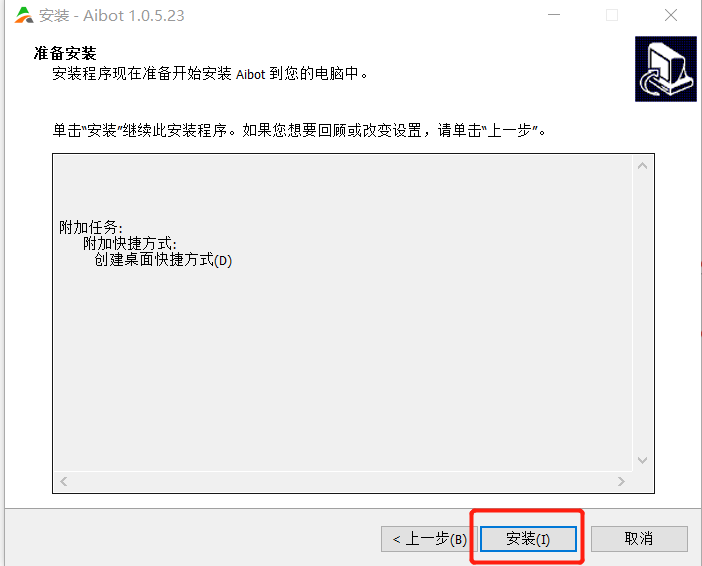 安装 - Aibot 1.0.5.23
准备安装
安装程序现在准备开始安装 Aibot 到您的电脑中。
单击“安装”继续此安装程序。如果您想要回顾或改变设置，请单击“上一步”。
附加任务:
附加快捷方式:
创建桌面快捷方式(D)
< 上一步(B) 安装(I) 取消